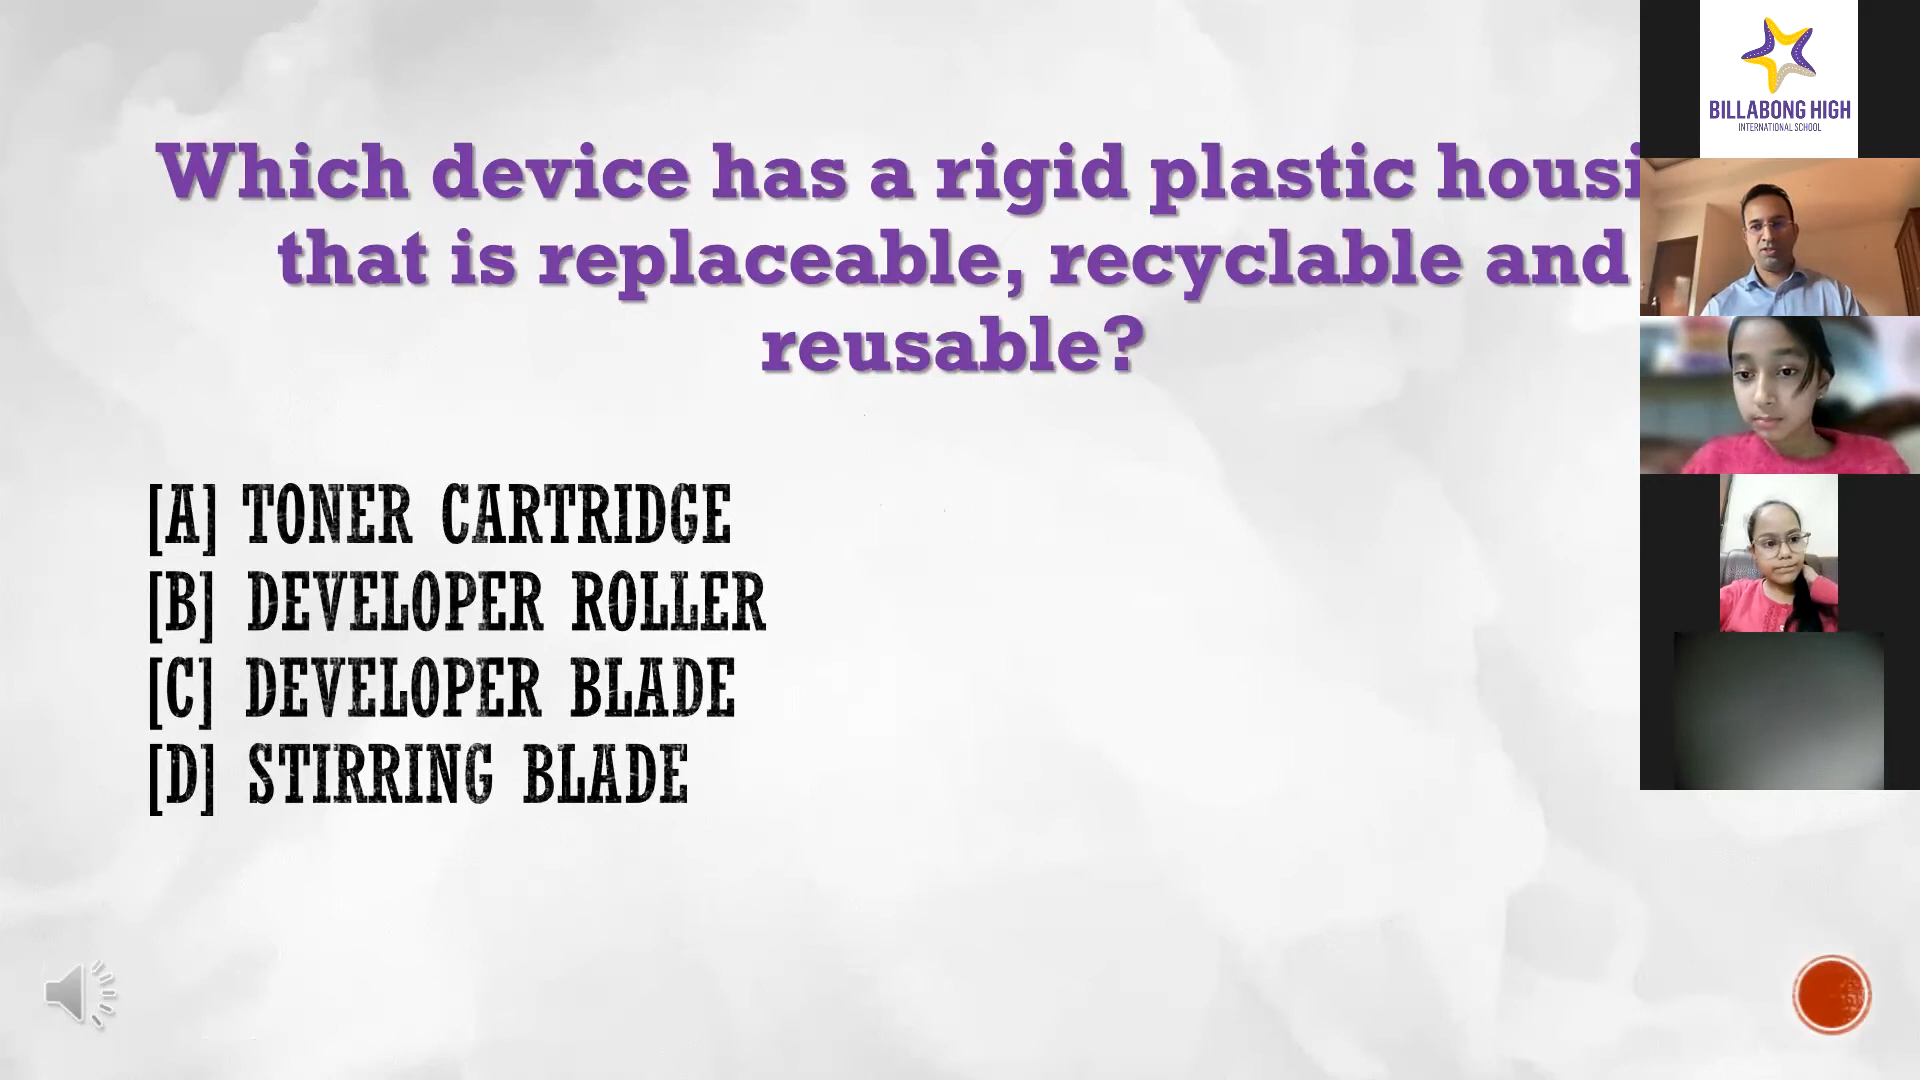 Which device has a rigid plastic housi
that is replaceable, recyclable and
reusable?
[A] TONER CARTRIDGE
[B] DEVELOPER ROLLER
[C] DEVELOPER BLADE
[D] STIRRING BLADE
BILLABONG HIGH
INTERNATIONAL SCHOOL